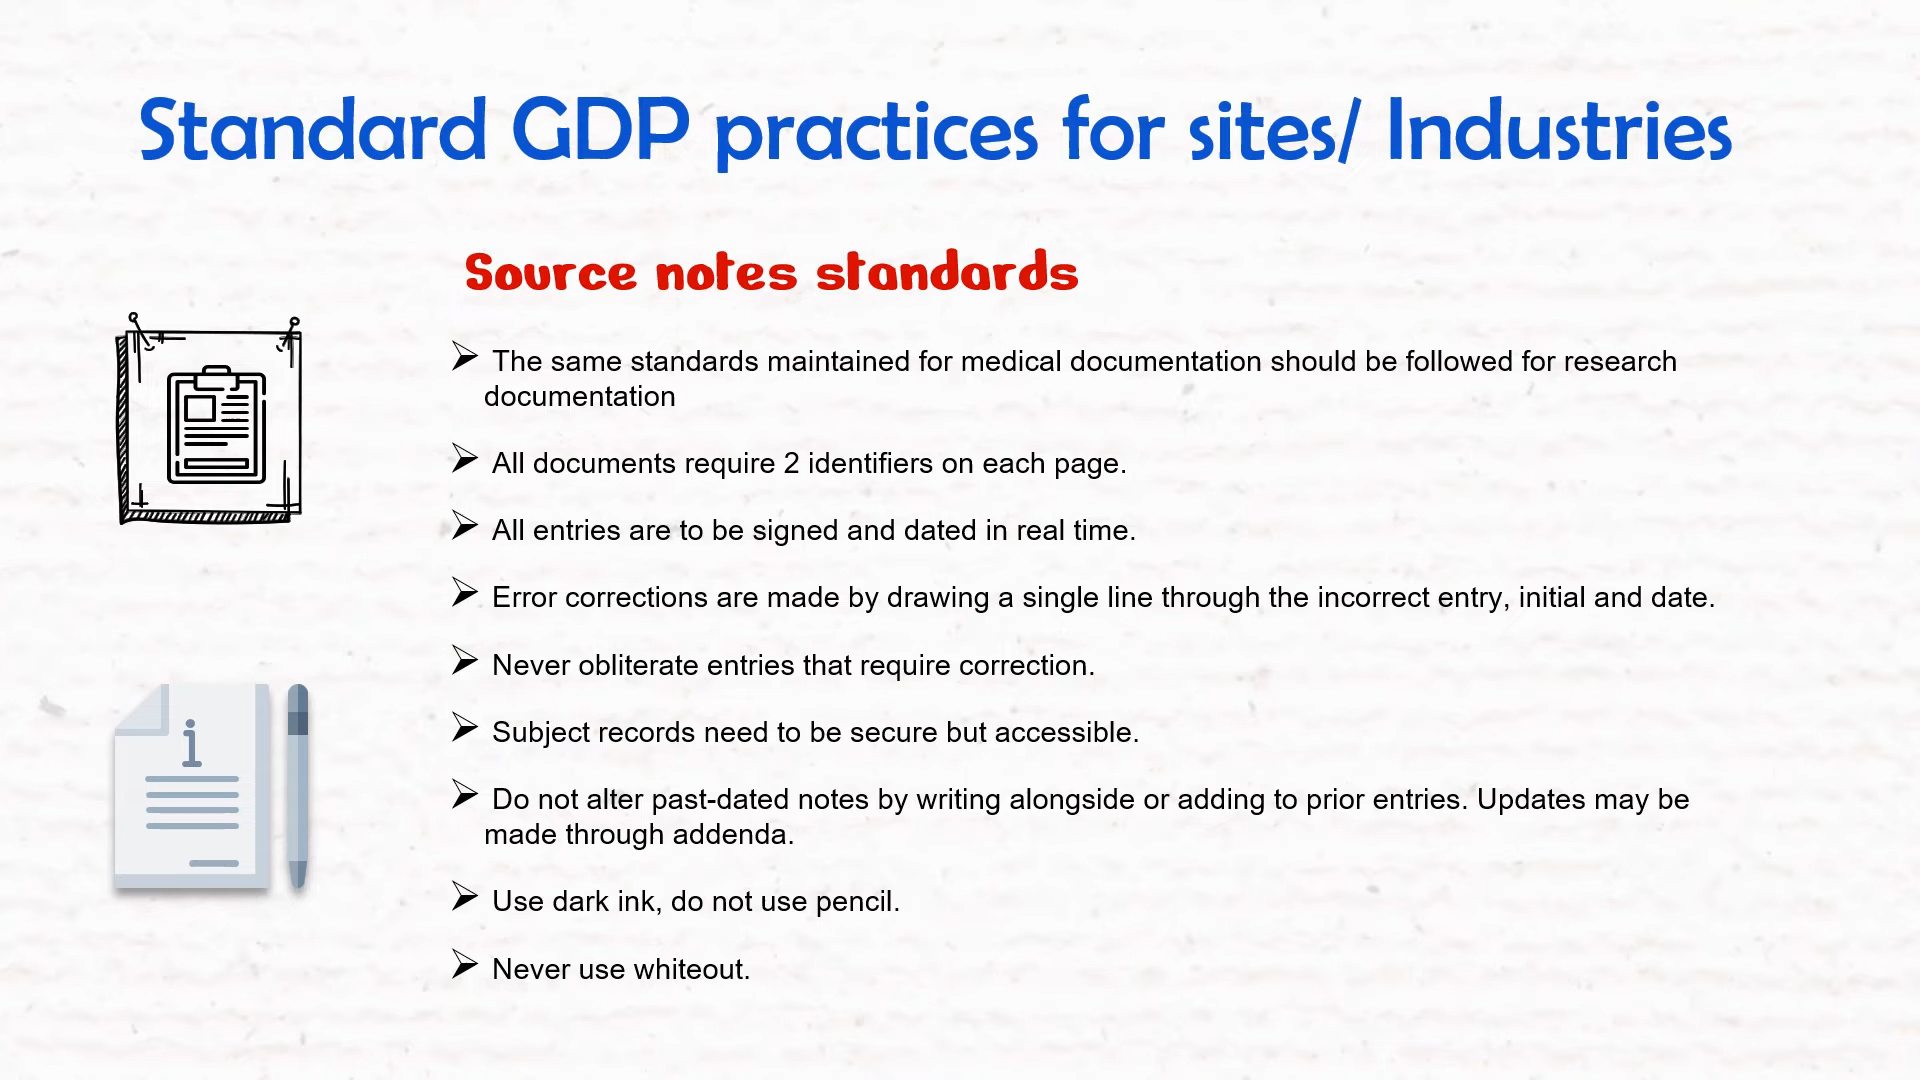 Standard GDP practices for sites/ Industries
Source notes standards
➢ The same standards maintained for medical documentation should be followed for research
documentation
➢ All documents require 2 identifiers on each page.
➢ All entries are to be signed and dated in real time.
➢ Error corrections are made by drawing a single line through the incorrect entry, initial and date.
➢ Never obliterate entries that require correction.
➢ Subject records need to be secure but accessible.
➢ Do not alter past-dated notes by writing alongside or adding to prior entries. Updates may be
made through addenda.
➢ Use dark ink, do not use pencil.
➢ Never use whiteout.
i